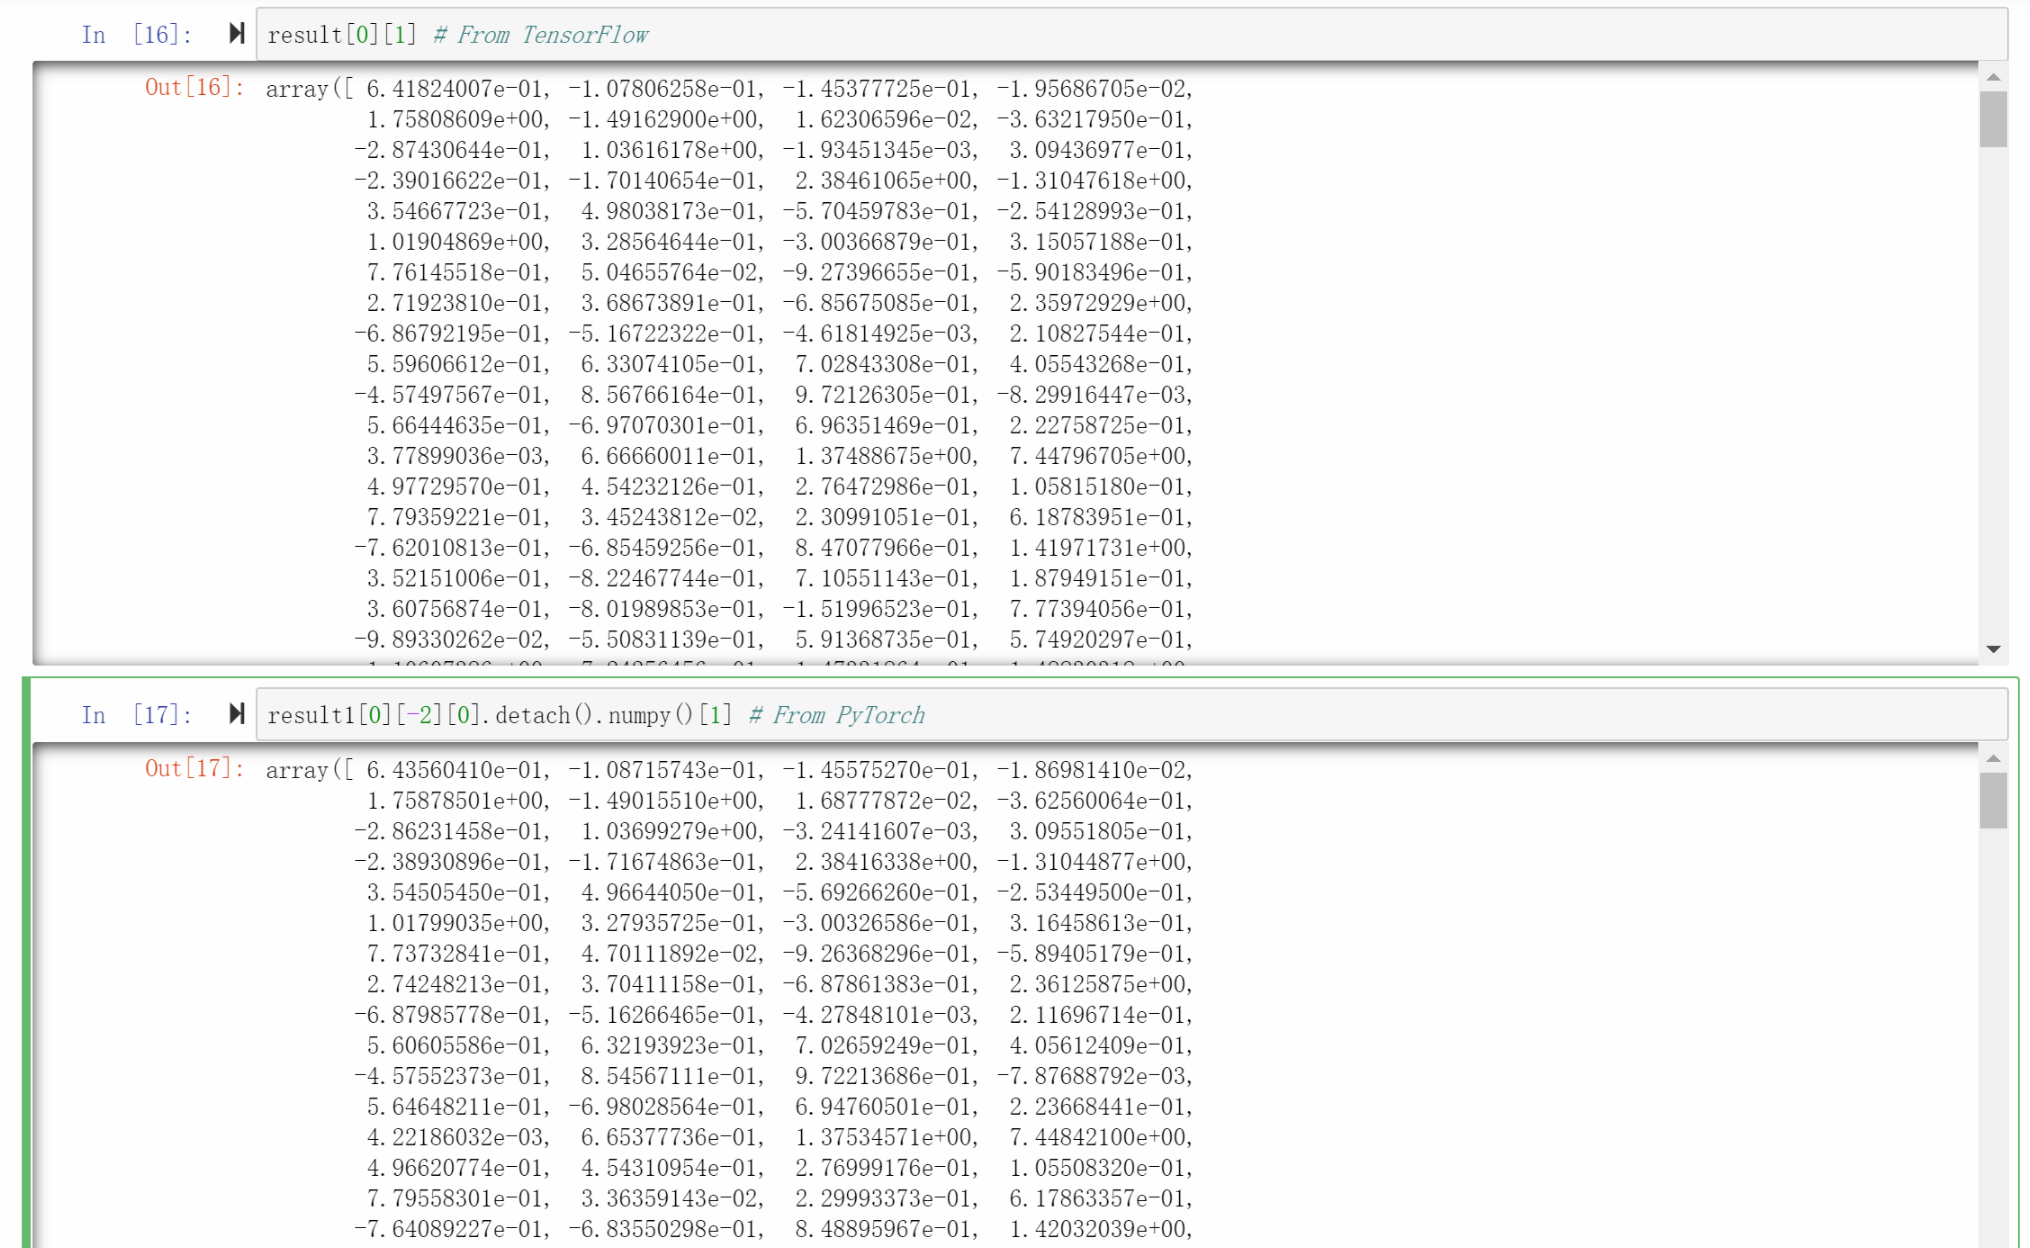 In [16]: result[0][1] # From TensorFlow
Out[16]: array([ 6.41824007e-01, -1.07806258e-01, -1.45377725e-01, -1.95686705e-02,
1.75808609e+00, -1.49162900e+00, 1.62306596e-02, -3.63217950e-01,
-2.87430644e-01, 1.03616178e+00, -1.93451345e-03, 3.09436977e-01,
-2.39016622e-01, -1.70140654e-01, 2.38461065e+00, -1.31047618e+00,
3.54667723e-01, 4.98038173e-01, -5.70459783e-01, -2.54128993e-01,
1.01904869e+00, 3.28564644e-01, -3.00366879e-01, 3.15057188e-01,
7.76145518e-01, 5.04655764e-02, -9.27396655e-01, -5.90183496e-01,
2.71923810e-01, 3.68673891e-01, -6.85675085e-01, 2.35972929e+00,
-6.86792195e-01, -5.16722322e-01, -4.61814925e-03, 2.10827544e-01,
5.59606612e-01, 6.33074105e-01, 7.02843308e-01, 4.05543268e-01,
-4.57497567e-01, 8.56766164e-01, 9.72126305e-01, -8.29916447e-03,
5.66444635e-01, -6.97070301e-01, 6.96351469e-01, 2.22758725e-01,
3.77899036e-03, 6.66660011e-01, 1.37488675e+00, 7.44796705e+00,
4.97729570e-01, 4.54232126e-01, 2.76472986e-01, 1.05815180e-01,
7.79359221e-01, 3.45243812e-02, 2.30991051e-01, 6.18783951e-01,
-7.62010813e-01, -6.85459256e-01, 8.47077966e-01, 1.41971731e+00,
3.52151006e-01, -8.22467744e-01, 7.10551143e-01, 1.87949151e-01,
3.60756874e-01, -8.01989853e-01, -1.51996523e-01, 7.77394056e-01,
-9.89330262e-02, -5.50831139e-01, 5.91368735e-01, 5.74920297e-01,
In [17]: result1[0][-2][0].detach().numpy()[1] # From PyTorch
Out[17]: array([ 6.43560410e-01, -1.08715743e-01, -1.45575270e-01, -1.86981410e-02,
1.75878501e+00, -1.49015510e+00, 1.68777872e-02, -3.62560064e-01,
-2.86231458e-01, 1.03699279e+00, -3.24141607e-03, 3.09551805e-01,
-2.38930896e-01, -1.71674863e-01, 2.38416338e+00, -1.31044877e+00,
3.54505450e-01, 4.96644050e-01, -5.69266260e-01, -2.53449500e-01,
1.01799035e+00, 3.27935725e-01, -3.00326586e-01, 3.16458613e-01,
7.73732841e-01, 4.70111892e-02, -9.26368296e-01, -5.89405179e-01,
2.74248213e-01, 3.70411158e-01, -6.87861383e-01, 2.36125875e+00,
-6.87985778e-01, -5.16266465e-01, -4.27848101e-03, 2.11696714e-01,
5.60605586e-01, 6.32193923e-01, 7.02659249e-01, 4.05612409e-01,
-4.57552373e-01, 8.54567111e-01, 9.72213686e-01, -7.87688792e-03,
5.64648211e-01, -6.98028564e-01, 6.94760501e-01, 2.23668441e-01,
4.22186032e-03, 6.65377736e-01, 1.37534571e+00, 7.44842100e+00,
4.96620774e-01, 4.54310954e-01, 2.76999176e-01, 1.05508320e-01,
7.79558301e-01, 3.36359143e-02, 2.29993373e-01, 6.17863357e-01,
-7.64089227e-01, -6.83550298e-01, 8.48895967e-01, 1.42032039e+00,